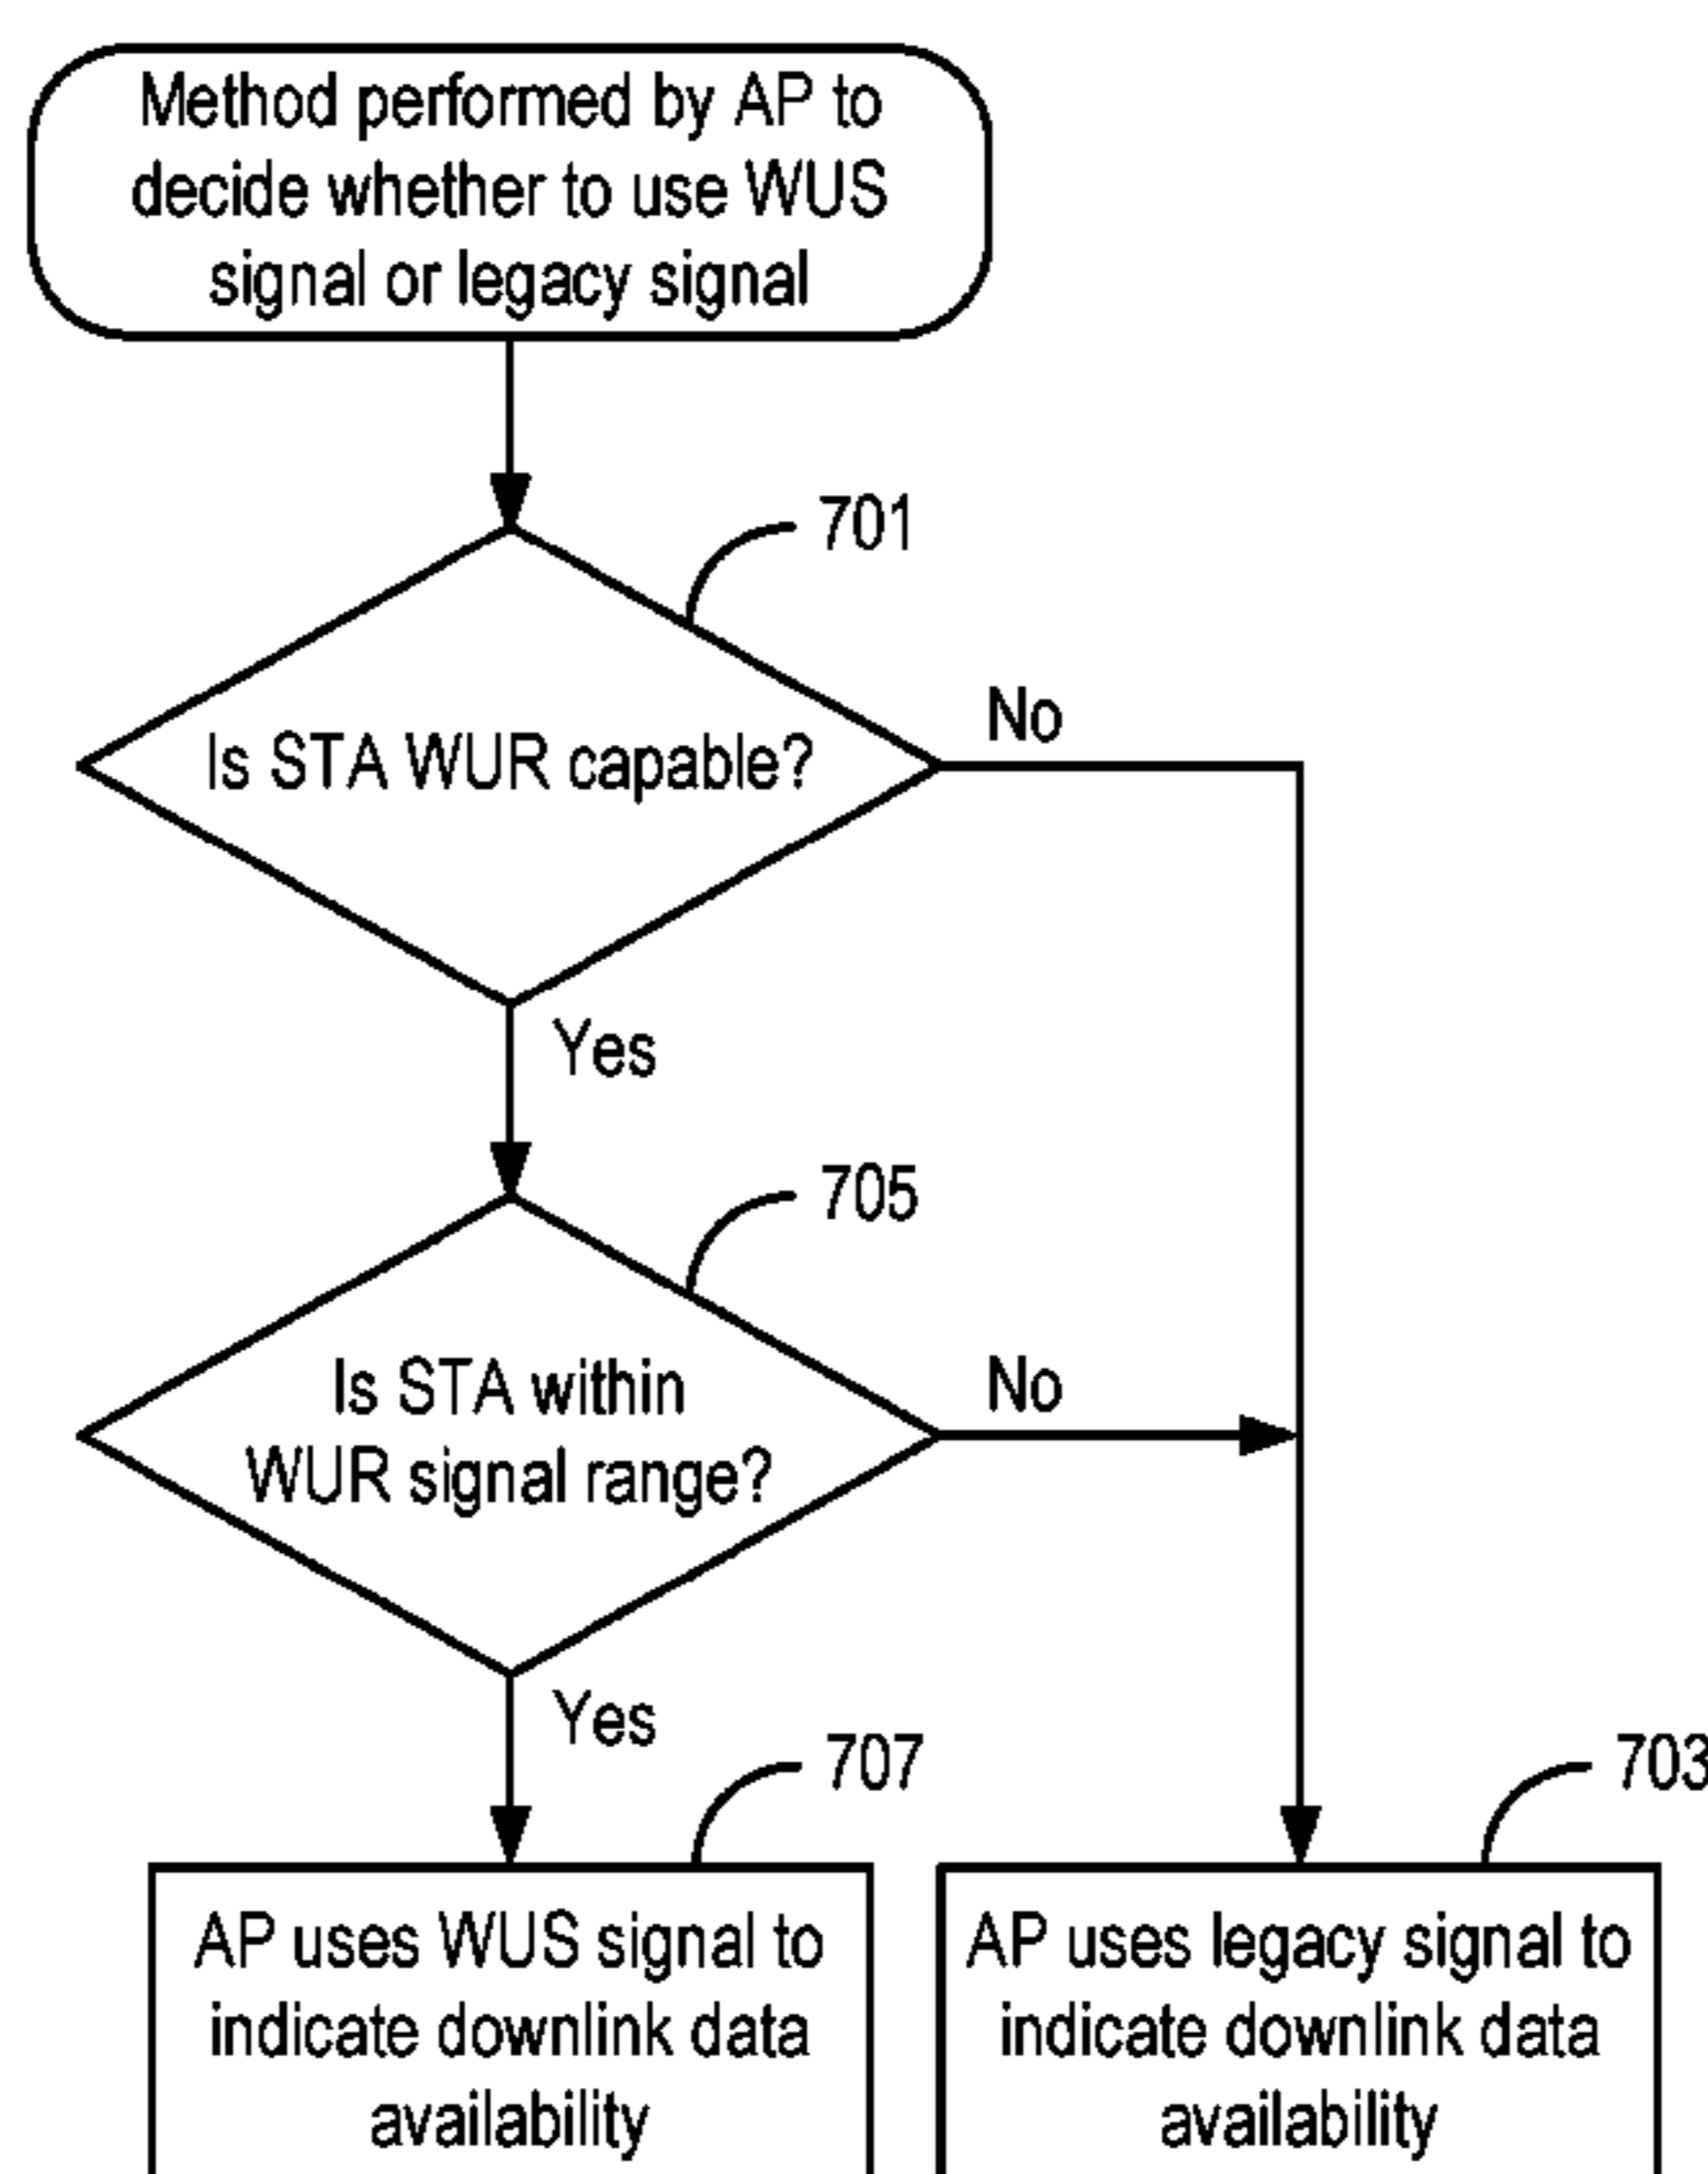 Method performed by AP to
decide whether to use WUS
signal or legacy signal
701
Is STA WUR capable?
No
Yes
705
Is STA within
WUR signal range?
No
Yes
707
703
AP uses WUS signal to
indicate downlink data
availability
AP uses legacy signal to
indicate downlink data
availability